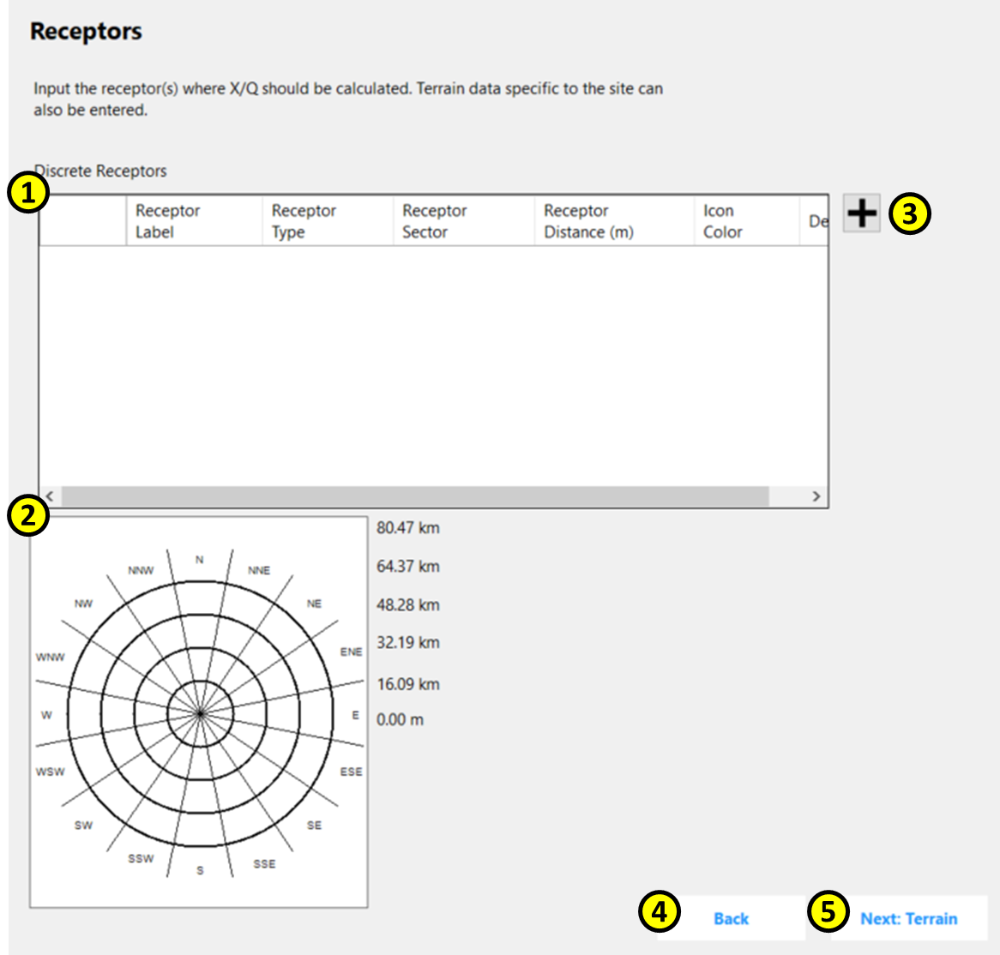 Receptors
Input the receptor(s) where X/Q should be calculated. Terrain data specific to the site can
also be entered.
Discrete Receptors
1
Receptor
Label
Receptor
Type
Receptor
Sector
Receptor
Distance (m)
Icon
Color
De
3
2
80.47 km
64.37 km
48.28 km
32.19 km
16.09 km
0.00 m
N
NNW
NNE
NW
NE
WNW
ENE
W
E
WSW
ESE
SW
SE
SSW
SSE
S
4
Back
5
Next: Terrain